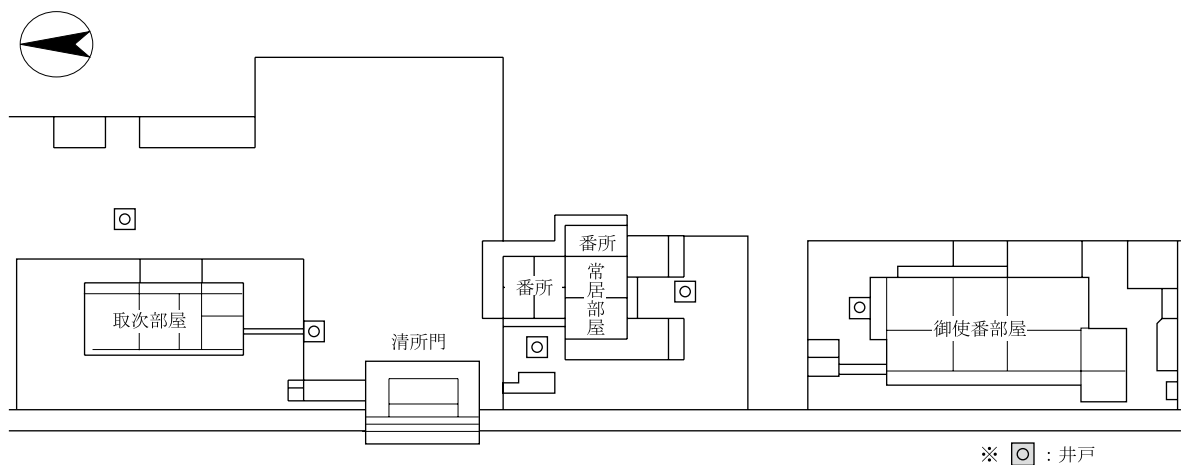 番所
常居部屋
番所
取次部屋
御使番部屋
清所門
※ ：井戸